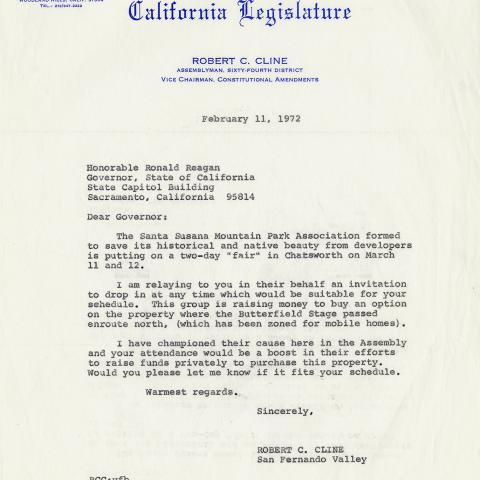 WOODLAND HILLS, CALIF. 91364
California Legislature
ROBERT C. CLINE
ASSEMBLYMAN, SIXTY-FOURTH DISTRICT
VICE CHAIRMAN, CONSTITUTIONAL AMENDMENTS
February 11, 1972
Honorable Ronald Reagan
Governor, State of California
State Capitol Building
Sacramento, California 95814
Dear Governor:
The Santa Susana Mountain Park Association formed
to save its historical and native beauty from developers
is putting on a two-day "fair" in Chatsworth on March
11 and 12.
I am relaying to you in their behalf an invitation
to drop in at any time which would be suitable for your
schedule. This group is raising money to buy an option
on the property where the Butterfield Stage passed
enroute north, (which has been zoned for mobile homes).
I have championed their cause here in the Assembly
and your attendance would be a boost in their efforts
to raise funds privately to purchase this property.
Would you please let me know if it fits your schedule.
Warmest regards.
Sincerely,
ROBERT C. CLINE
San Fernando Valley